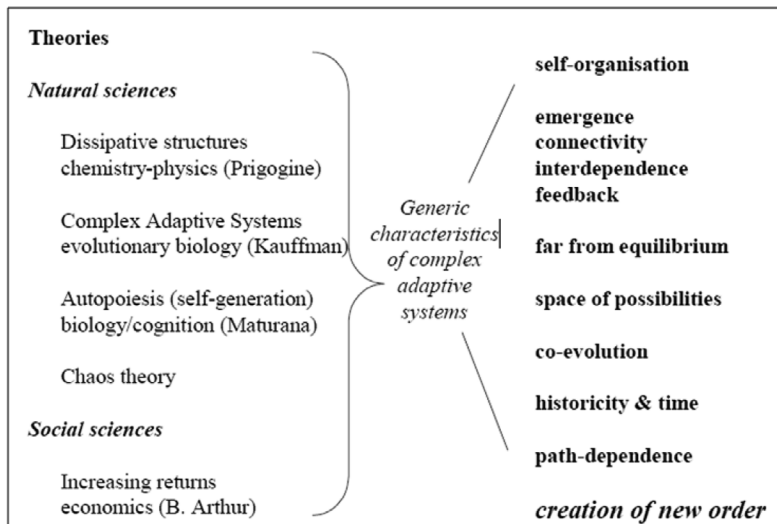 Theories
Natural sciences
Dissipative structures
chemistry-physics (Prigogine)
Complex Adaptive Systems
evolutionary biology (Kauffman)
Autopoiesis (self-generation)
biology/cognition (Maturana)
Chaos theory
Social sciences
Increasing returns
economics (B. Arthur)
Generic
characteristics
of complex
adaptive
systems
self-organisation
emergence
connectivity
interdependence
feedback
far from equilibrium
space of possibilities
co-evolution
historicity & time
path-dependence
creation of new order